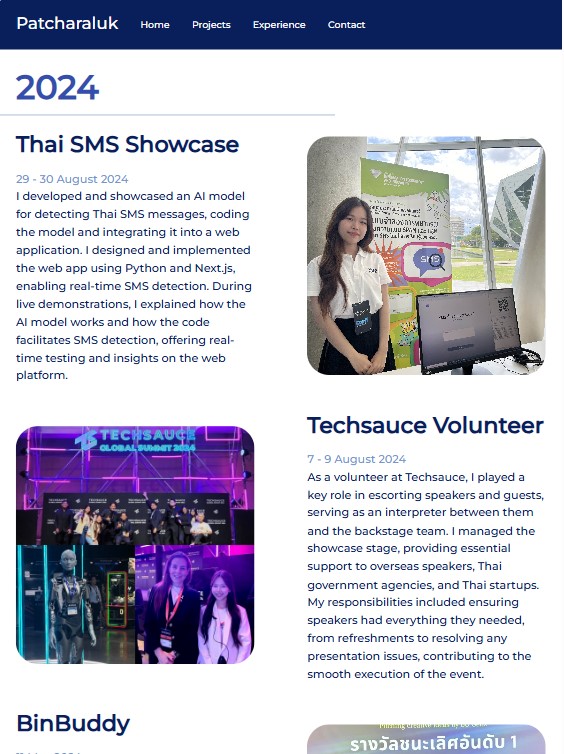 Patcharaluk
Home
Projects
Experience
Contact
2024
Thai SMS Showcase
29 - 30 August 2024
I developed and showcased an AI model
for detecting Thai SMS messages, coding
the model and integrating it into a web
application. I designed and implemented
the web app using Python and Next.js,
enabling real-time SMS detection. During
live demonstrations, I explained how the
AI model works and how the code
facilitates SMS detection, offering real-
time testing and insights on the web
platform.
SMS
TECHSAUCE
GLOBAL SUMMIT 2024
Techsauce Volunteer
7 - 9 August 2024
As a volunteer at Techsauce, I played a
key role in escorting speakers and guests,
serving as an interpreter between them
and the backstage team. I managed the
showcase stage, providing essential
support to overseas speakers, Thai
government agencies, and Thai startups.
My responsibilities included ensuring
speakers had everything they needed,
from refreshments to resolving any
presentation issues, contributing to the
smooth execution of the event.
BinBuddy
รางวัลชนะเลิศอันดับ 1